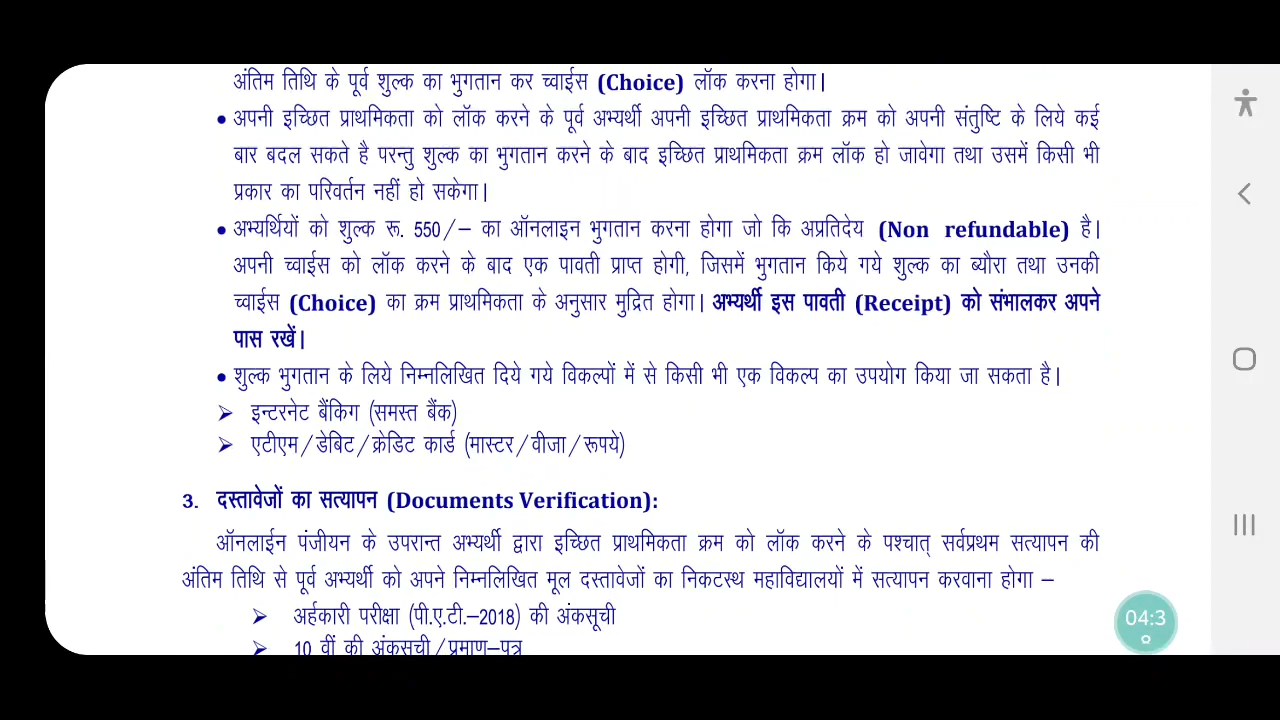 अंतिम तिथि के पूर्व शुल्क का भुगतान कर च्वाईस (Choice) लॉक करना होगा।
• अपनी इच्छित प्राथमिकता को लॉक करने के पूर्व अभ्यर्थी अपनी इच्छित प्राथमिकता क्रम को अपनी संतुष्टि के लिये कई
बार बदल सकते है परन्तु शुल्क का भुगतान करने के बाद इच्छित प्राथमिकता क्रम लॉक हो जावेगा तथा उसमें किसी भी
प्रकार का परिवर्तन नहीं हो सकेगा।
• अभ्यर्थियों को शुल्क रू. 550/– का ऑनलाइन भुगतान करना होगा जो कि अप्रतिदेय (Non refundable) है।
अपनी च्वाईस को लॉक करने के बाद एक पावती प्राप्त होगी, जिसमें भुगतान किये गये शुल्क का ब्यौरा तथा उनकी
च्वाईस (Choice) का क्रम प्राथमिकता के अनुसार मुद्रित होगा। अभ्यर्थी इस पावती (Receipt) को संभालकर अपने
पास रखें।
• शुल्क भुगतान के लिये निम्नलिखित दिये गये विकल्पों में से किसी भी एक विकल्प का उपयोग किया जा सकता है।
➢ इन्टरनेट बैंकिग (समस्त बैंक)
➢ एटीएम/डेबिट/क्रेडिट कार्ड (मास्टर/वीजा/रूपये)
3. दस्तावेजों का सत्यापन (Documents Verification):
ऑनलाईन पंजीयन के उपरान्त अभ्यर्थी द्वारा इच्छित प्राथमिकता क्रम को लॉक करने के पश्चात् सर्वप्रथम सत्यापन की
अंतिम तिथि से पूर्व अभ्यर्थी को अपने निम्नलिखित मूल दस्तावेजों का निकटस्थ महाविद्यालयों में सत्यापन करवाना होगा –
➢ अर्हकारी परीक्षा (पी.ए.टी.–2018) की अंकसूची
➢ 10 वीं की अंकसूची/प्रमाण–पत्र
04:3